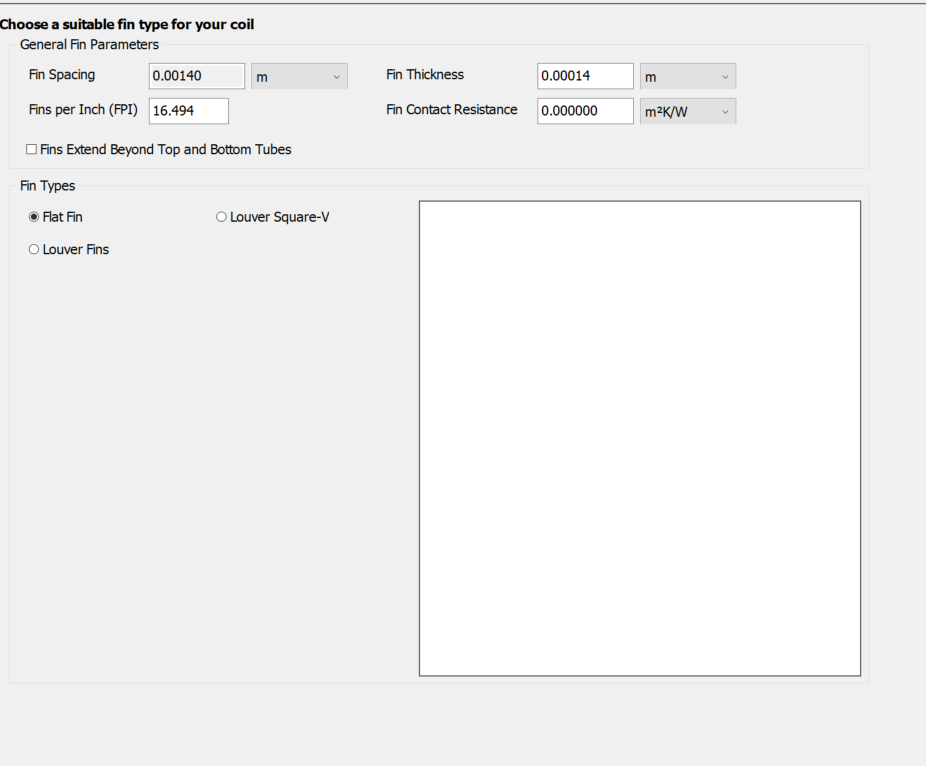 Choose a suitable fin type for your coil
General Fin Parameters
Fin Spacing 0.00140 m Fin Thickness 0.00014 m
Fins per Inch (FPI) 16.494 Fin Contact Resistance 0.000000 m²K/W
Fins Extend Beyond Top and Bottom Tubes
Fin Types
Flat Fin Louver Square-V
Louver Fins